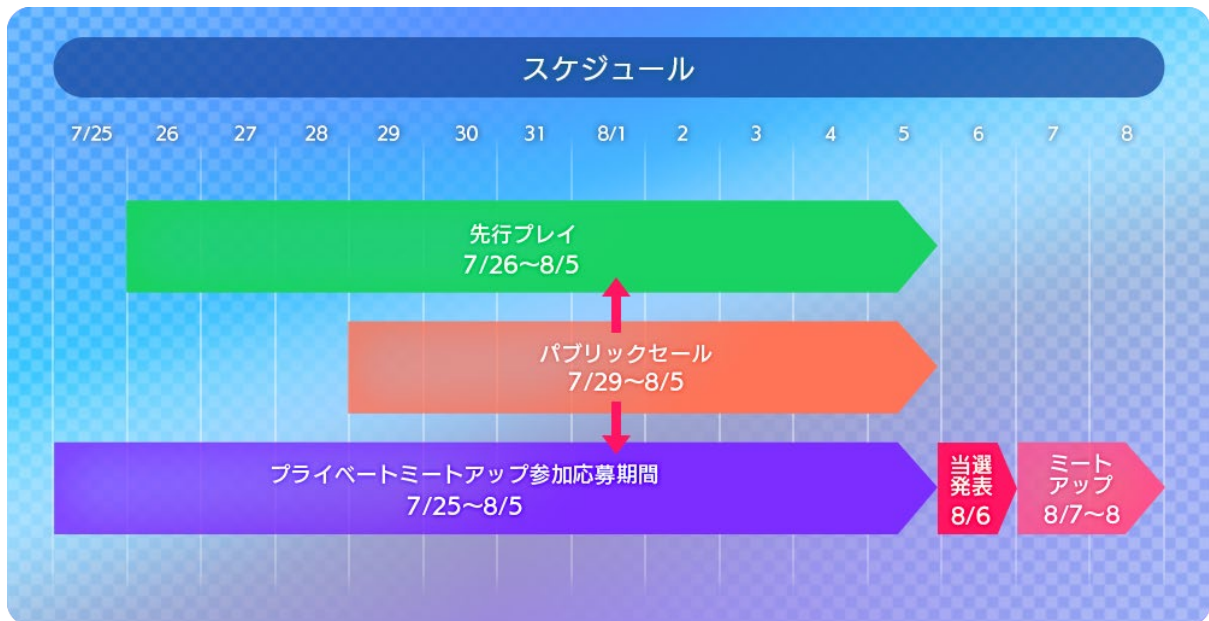 スケジュール
7/25 26 27 28 29 30 31 8/1 2 3 4 5 6 7 8
先行プレイ
7/26〜8/5
パブリックセール
7/29〜8/5
プライベートミートアップ参加応募期間
7/25〜8/5
当選
発表
8/6
ミート
アップ
8/7〜8